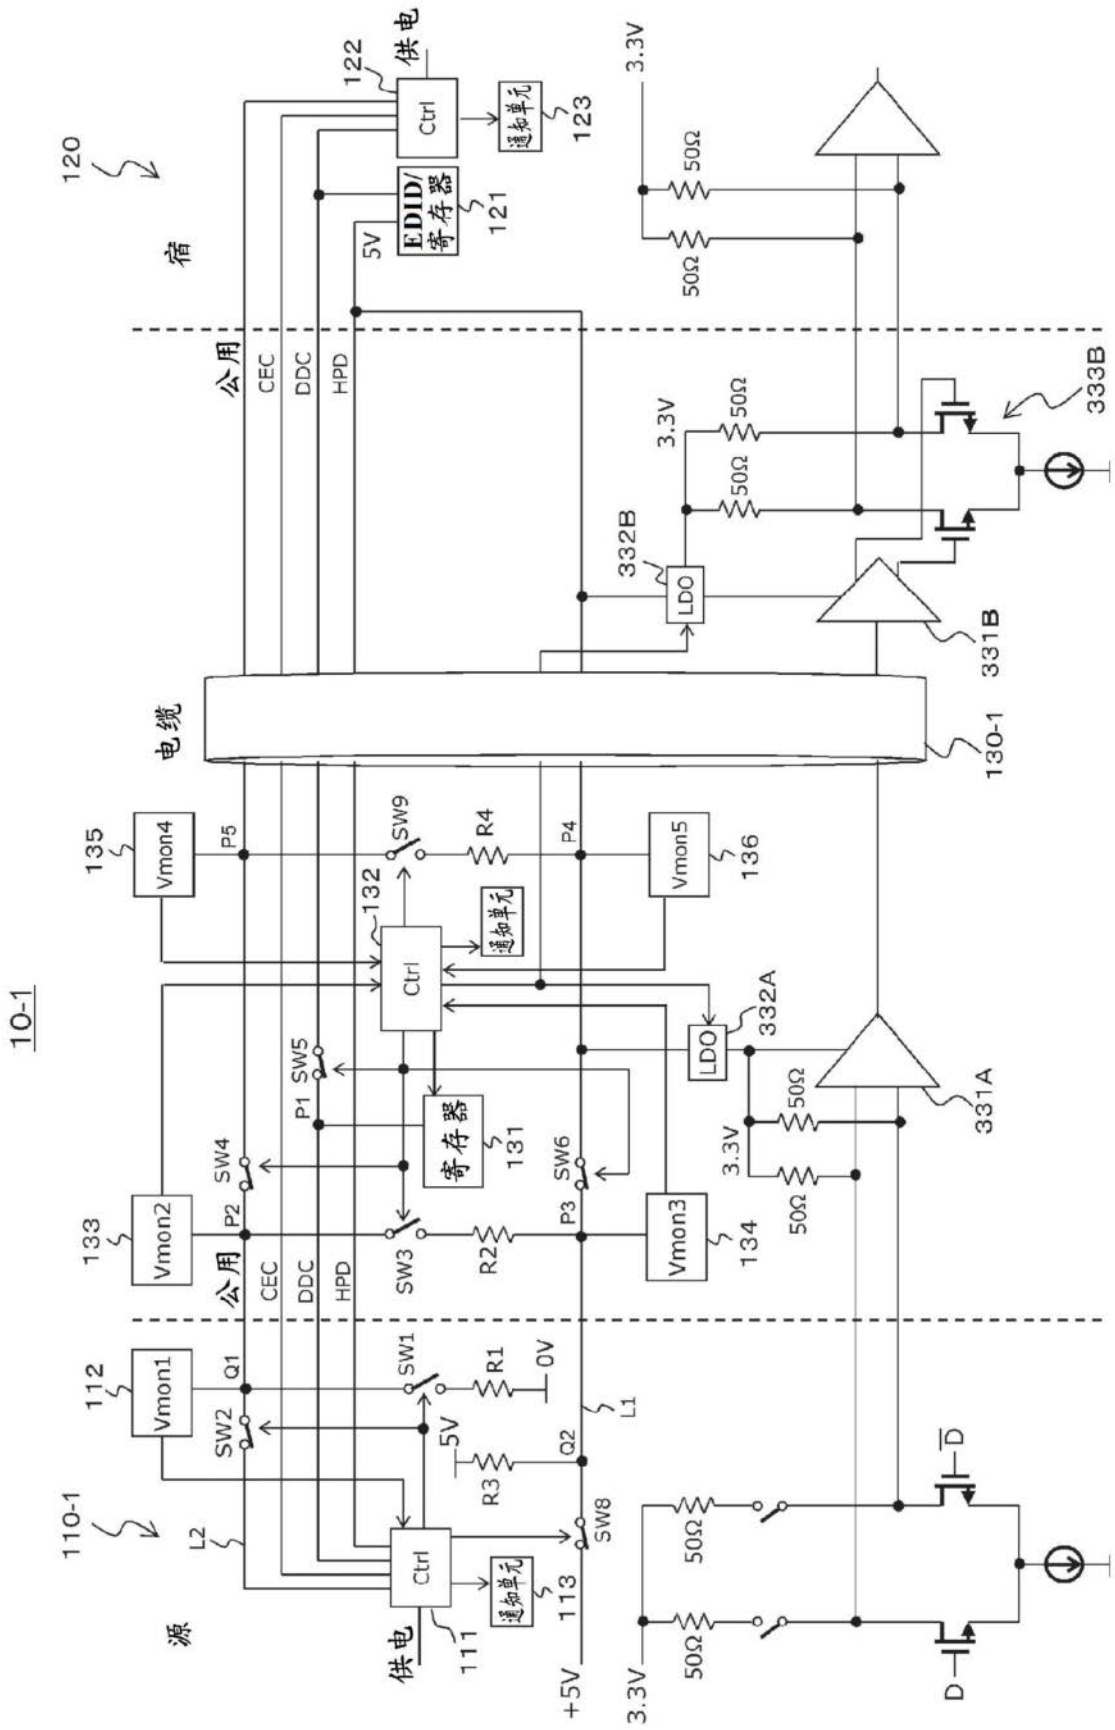 10-1
源
110-1
电缆
宿
120
112
Vmon1
133
Vmon2
135
Vmon4
L2
SW2
Q1
公用
P2
SW4
P5
公用
CEC
CEC
DDC
P1
SW5
DDC
HPD
HPD
供电
111
Ctrl
SW1
R1
0V
SW3
R2
寄存器
131
Ctrl
132
SW9
R4
5V
EDID/
寄存器
121
Ctrl
122
供电
通知单元
113
5V
R3
通知单元
通知单元
123
+5V
SW8
Q2
L1
P3
SW6
P4
Vmon3
134
Vmon5
136
LDO
332A
LDO
332B
3.3V
50Ω
50Ω
3.3V
50Ω
50Ω
3.3V
50Ω
50Ω
3.3V
50Ω
50Ω
331A
130-1
331B
333B
D
D̅